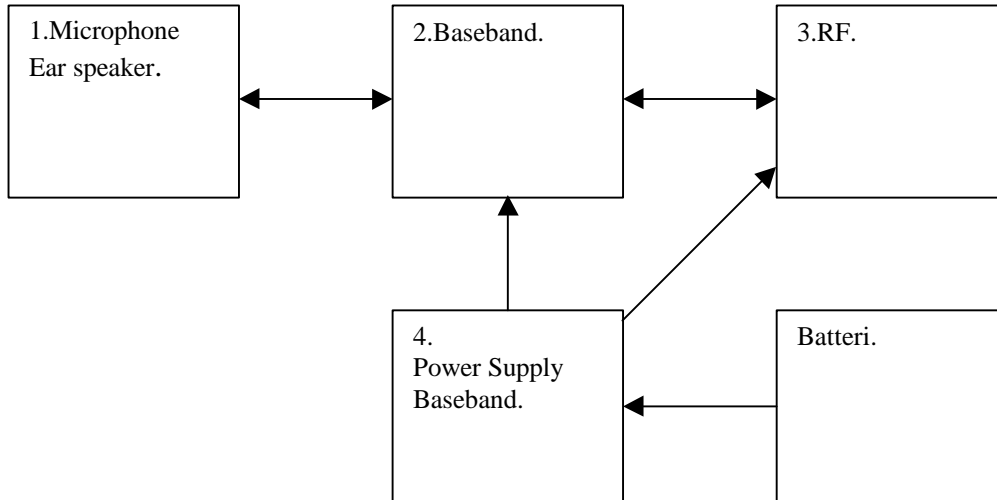 1.Microphone
Ear speaker.
2.Baseband.
3.RF.
4.
Power Supply
Baseband.
Batteri.